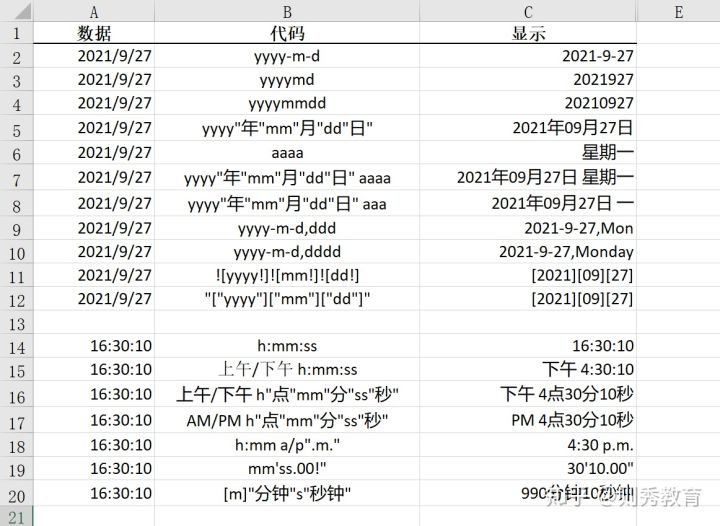 A B C E
1 数据 代码 显示
2 2021/9/27 yyyy-m-d 2021-9-27
3 2021/9/27 yyyymd 2021927
4 2021/9/27 yyyymmdd 20210927
5 2021/9/27 yyyy"年"mm"月"dd"日" 2021年09月27日
6 2021/9/27 aaaa 星期一
7 2021/9/27 yyyy"年"mm"月"dd"日" aaaa 2021年09月27日 星期一
8 2021/9/27 yyyy"年"mm"月"dd"日" aaa 2021年09月27日 一
9 2021/9/27 yyyy-m-d,ddd 2021-9-27,Mon
10 2021/9/27 yyyy-m-d,dddd 2021-9-27,Monday
11 2021/9/27 ![yyyy!]![mm!]![dd!] [2021][09][27]
12 2021/9/27 "["yyyy"]["mm"]["dd"]" [2021][09][27]
13
14 16:30:10 h:mm:ss 16:30:10
15 16:30:10 上午/下午 h:mm:ss 下午 4:30:10
16 16:30:10 上午/下午 h"点"mm"分"ss"秒" 下午 4点30分10秒
17 16:30:10 AM/PM h"点"mm"分"ss"秒" PM 4点30分10秒
18 16:30:10 h:mm a/p".m." 4:30 p.m.
19 16:30:10 mm'ss.00!" 30'10.00"
20 16:30:10 [m]"分钟"s"秒钟" 990分钟10秒钟
知乎 @刘秀教育
21